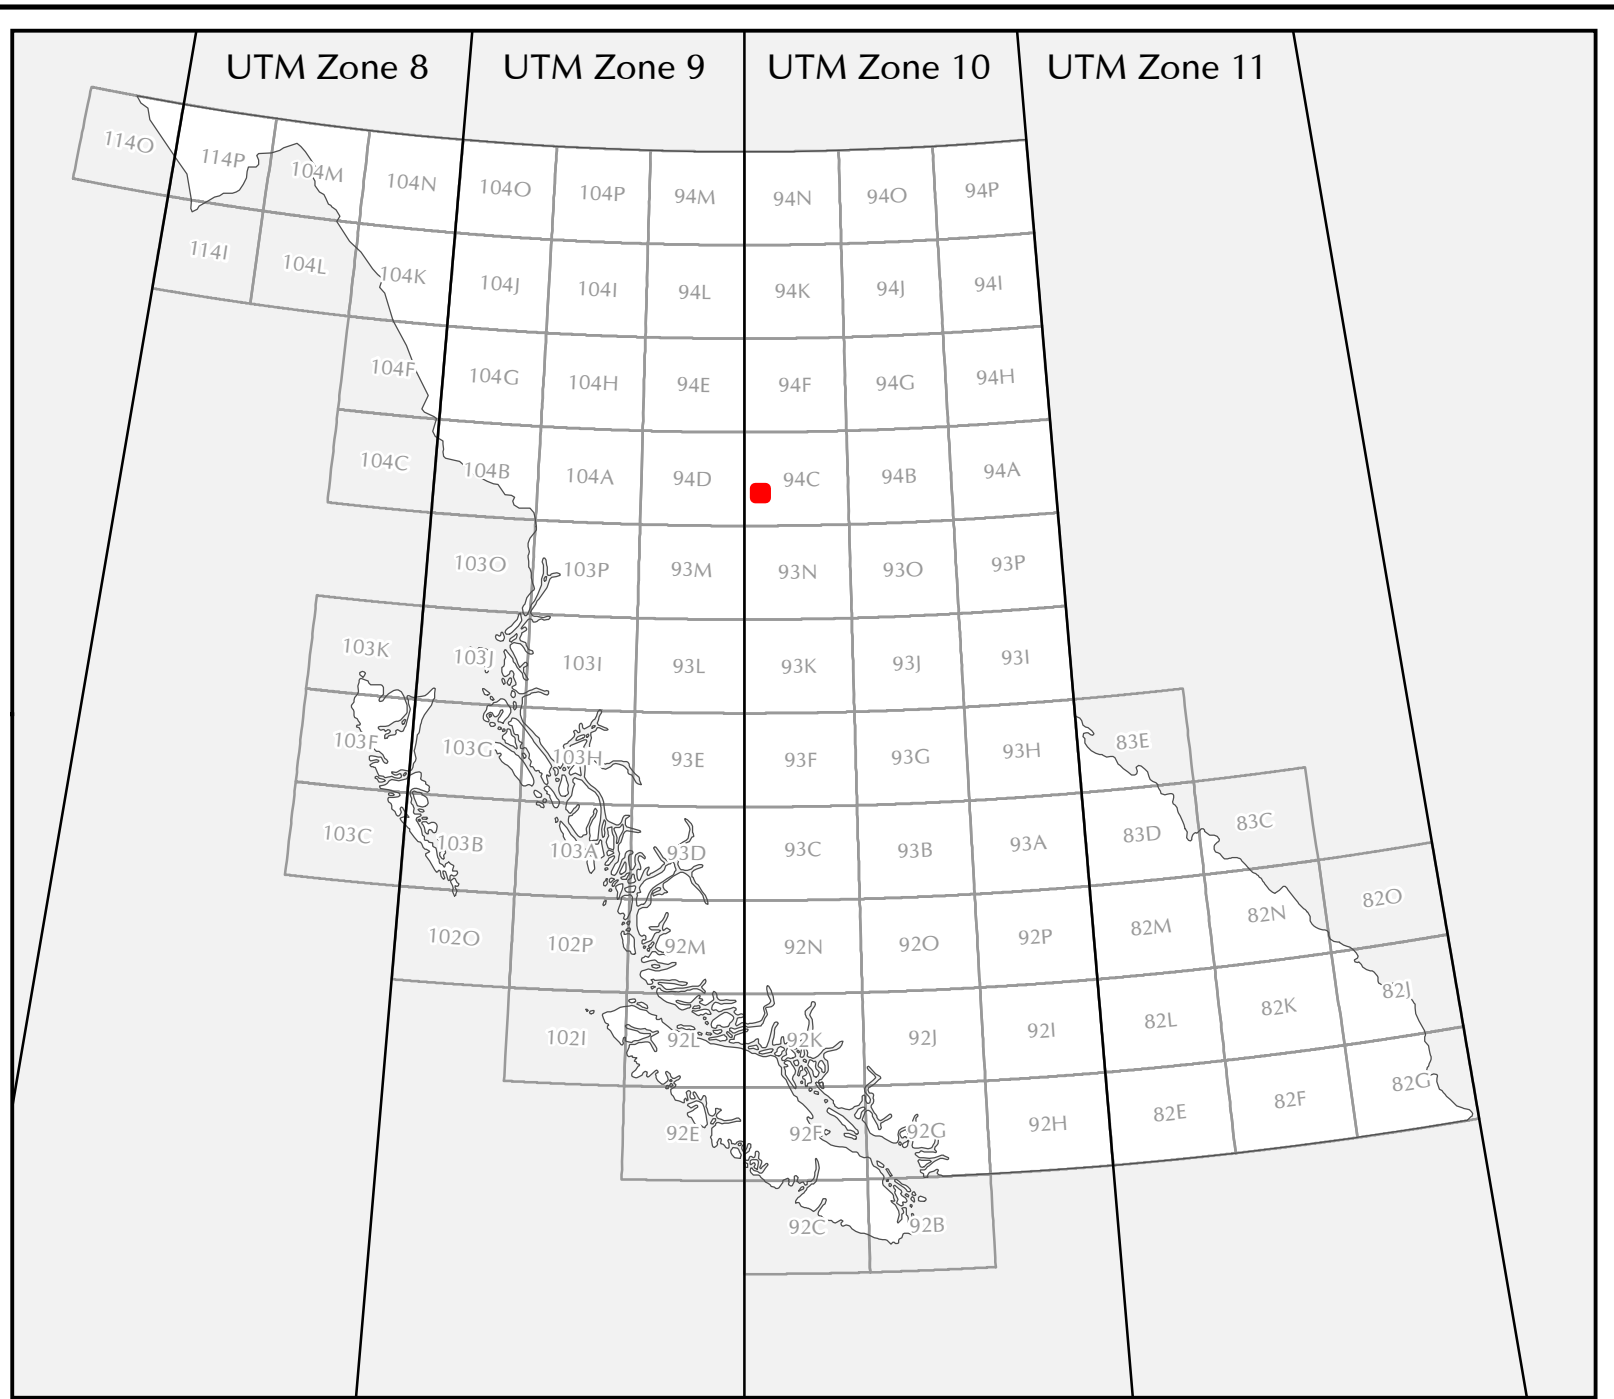 UTM Zone 8 UTM Zone 9 UTM Zone 10 UTM Zone 11
114O 114P 104M 104N 104O 104P 94M 94N 94O 94P
114I 104L 104K 104J 104I 94L 94K 94J 94I
104F 104G 104H 94E 94F 94G 94H
104C 104B 104A 94D 94C 94B 94A
103O 103P 93M 93N 93O 93P
103K 103J 103I 93L 93K 93J 93I
103F 103G 103H 93E 93F 93G 93H 83E
103C 103B 103A 93D 93C 93B 93A 83D 83C
102O 102P 92M 92N 92O 92P 82M 82N 82O
102I 92L 92K 92J 92I 82L 82K 82J
92E 92F 92G 92H 82E 82F 82G
92C 92B